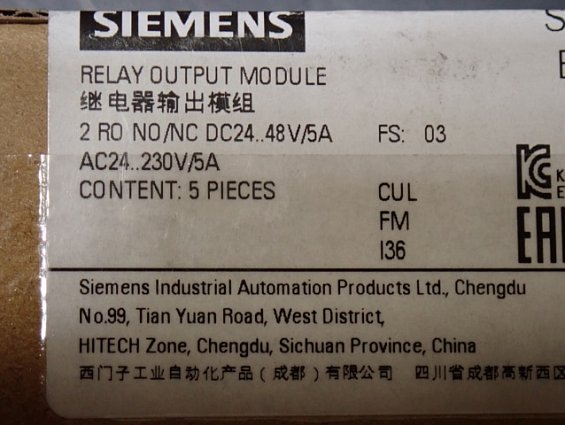 SIEMENS
RELAY OUTPUT MODULE
继电器输出模组
2 RO NO/NC DC24..48V/5A FS: 03
AC24..230V/5A
CONTENT: 5 PIECES
CUL
FM
I36
EAC
Siemens Industrial Automation Products Ltd., Chengdu
No.99, Tian Yuan Road, West District,
HITECH Zone, Chengdu, Sichuan Province, China
西门子工业自动化产品(成都)有限公司 四川省成都高新西区